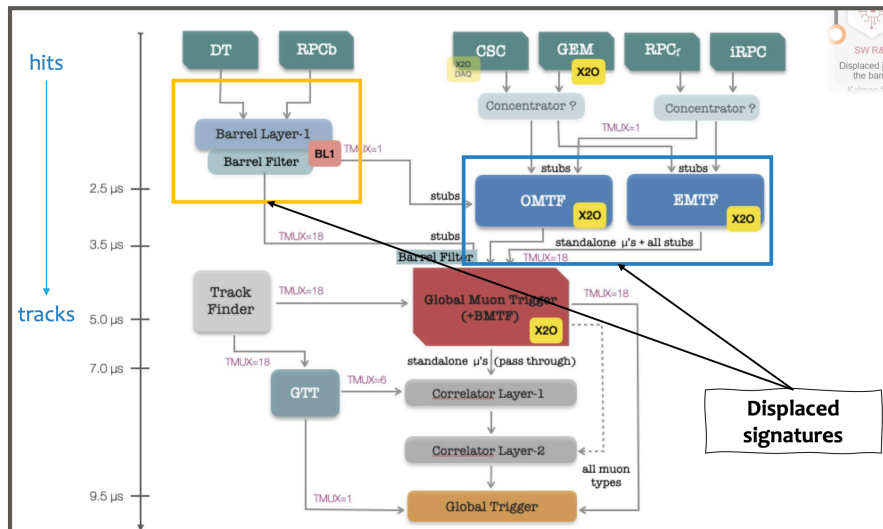 hits
tracks
2.5 µs
3.5 µs
5.0 µs
7.0 µs
9.5 µs
DT
RPCb
CSC
X2O
DAQ
GEM
X2O
RPCf
iRPC
Concentrator ?
Concentrator ?
Barrel Layer-1
Barrel Filter
BL1
TMUX=1
TMUX=1
stubs
stubs
stubs
OMTF
X2O
EMTF
X2O
TMUX=18
stubs
Barrel Filter
standalone µ's + all stubs
TMUX=18
Track
Finder
TMUX=18
Global Muon Trigger
(+BMTF)
X2O
TMUX=18
TMUX=18
standalone µ's (pass through)
GTT
TMUX=6
Correlator Layer-1
Correlator Layer-2
all muon
types
TMUX=1
Global Trigger
Displaced
signatures
SW R&
Displaced j
the bar